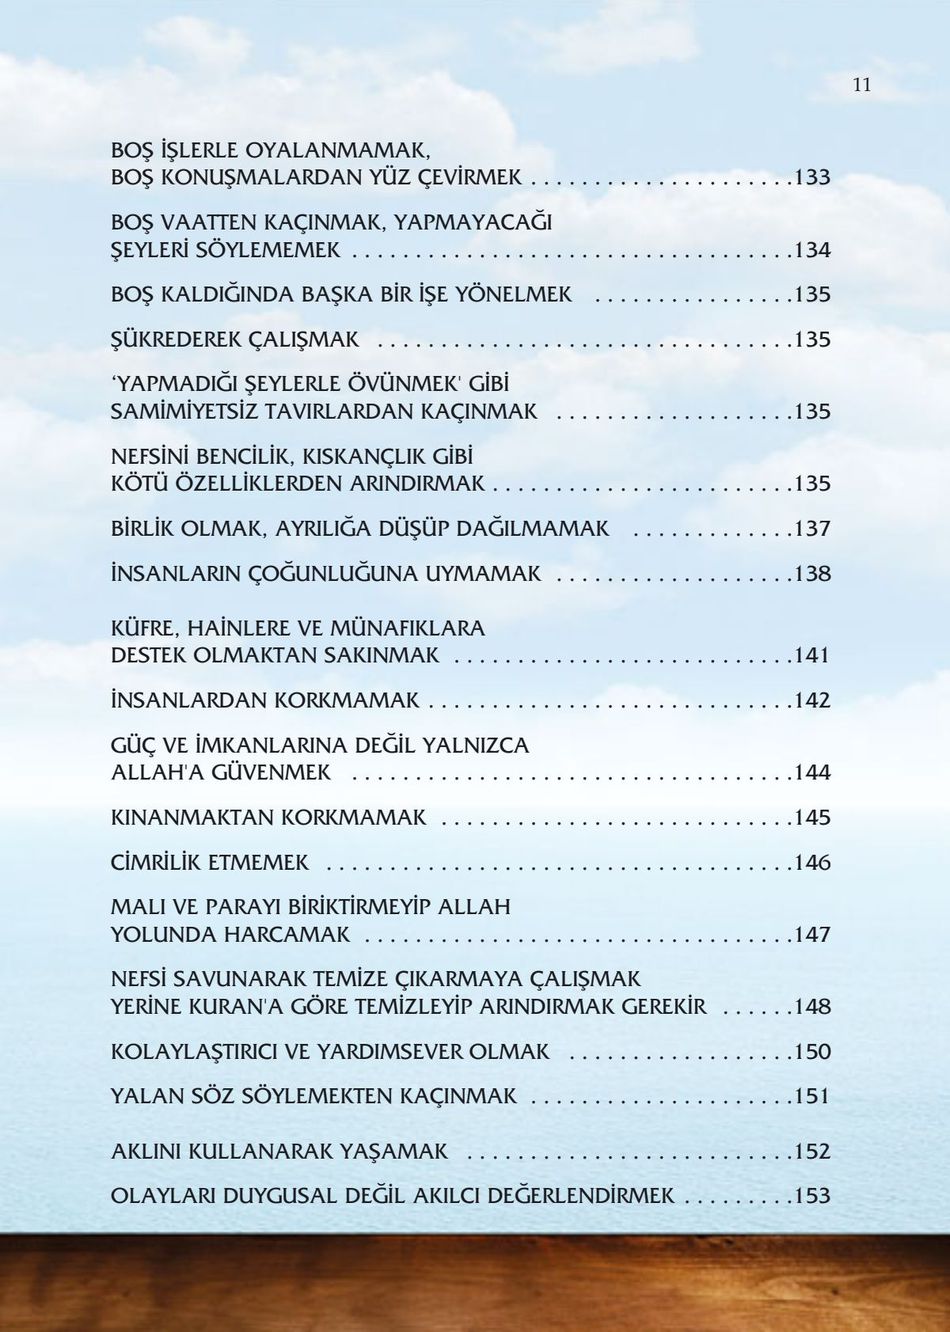 11
BOŞ İŞLERLE OYALANMAMAK,
BOŞ KONUŞMALARDAN YÜZ ÇEVİRMEK . . . . . . . . . . . . . . . . . . . . .133
BOŞ VAATTEN KAÇINMAK, YAPMAYACAĞI
ŞEYLERİ SÖYLEMEMEK . . . . . . . . . . . . . . . . . . . . . . . . . . . . . . . . . . .134
BOŞ KALDIĞINDA BAŞKA BİR İŞE YÖNELMEK . . . . . . . . . . . . . . . .135
ŞÜKREDEREK ÇALIŞMAK . . . . . . . . . . . . . . . . . . . . . . . . . . . . . . . . .135
‘YAPMADIĞI ŞEYLERLE ÖVÜNMEK' GİBİ
SAMİMİYETSİZ TAVIRLARDAN KAÇINMAK . . . . . . . . . . . . . . . . . . .135
NEFSİNİ BENCİLİK, KISKANÇLIK GİBİ
KÖTÜ ÖZELLİKLERDEN ARINDIRMAK . . . . . . . . . . . . . . . . . . . . . . . .135
BİRLİK OLMAK, AYRILIĞA DÜŞÜP DAĞILMAMAK . . . . . . . . . . . . .137
İNSANLARIN ÇOĞUNLUĞUNA UYMAMAK . . . . . . . . . . . . . . . . . . .138
KÜFRE, HAİNLERE VE MÜNAFIKLARA
DESTEK OLMAKTAN SAKINMAK . . . . . . . . . . . . . . . . . . . . . . . . . . .141
İNSANLARDAN KORKMAMAK . . . . . . . . . . . . . . . . . . . . . . . . . . . . .142
GÜÇ VE İMKANLARINA DEĞİL YALNIZCA
ALLAH'A GÜVENMEK . . . . . . . . . . . . . . . . . . . . . . . . . . . . . . . . . . .144
KINANMAKTAN KORKMAMAK . . . . . . . . . . . . . . . . . . . . . . . . . . . .145
CİMRİLİK ETMEMEK . . . . . . . . . . . . . . . . . . . . . . . . . . . . . . . . . . . . .146
MALI VE PARAYI BİRİKTİRMEYİP ALLAH
YOLUNDA HARCAMAK . . . . . . . . . . . . . . . . . . . . . . . . . . . . . . . . . .147
NEFSİ SAVUNARAK TEMİZE ÇIKARMAYA ÇALIŞMAK
YERİNE KURAN'A GÖRE TEMİZLEYİP ARINDIRMAK GEREKİR . . . . . .148
KOLAYLAŞTIRICI VE YARDIMSEVER OLMAK . . . . . . . . . . . . . . . . . .150
YALAN SÖZ SÖYLEMEKTEN KAÇINMAK . . . . . . . . . . . . . . . . . . . . .151
AKLINI KULLANARAK YAŞAMAK . . . . . . . . . . . . . . . . . . . . . . . . . .152
OLAYLARI DUYGUSAL DEĞİL AKILCI DEĞERLENDİRMEK . . . . . . . . .153